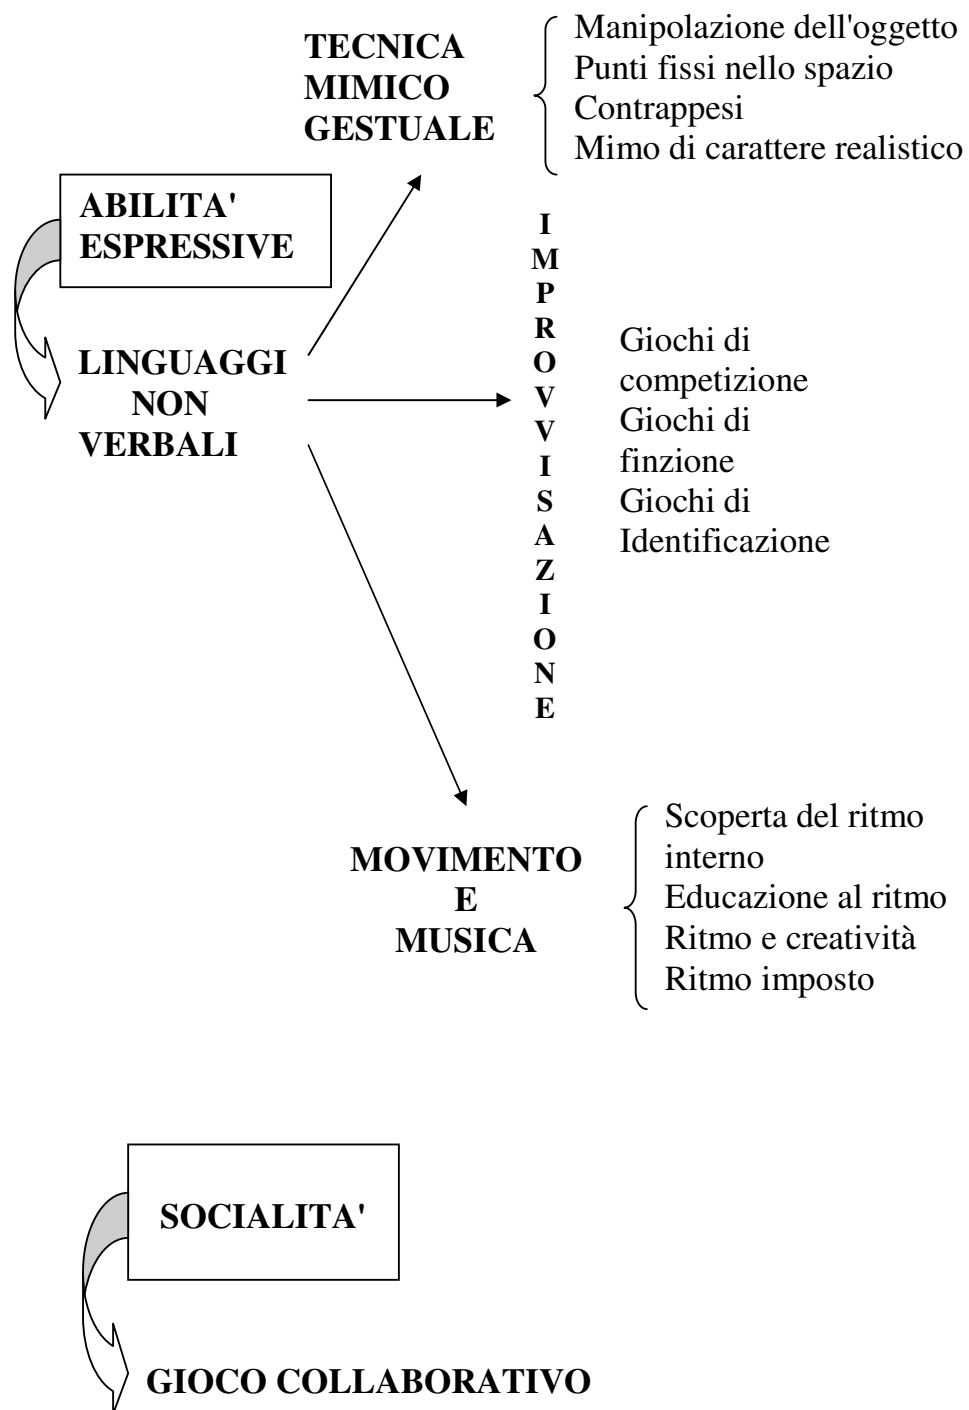 TECNICA
MIMICO
GESTUALE
Manipolazione dell'oggetto
Punti fissi nello spazio
Contrappesi
Mimo di carattere realistico
ABILITA'
ESPRESSIVE
LINGUAGGI
NON
VERBALI
IMPROVVISAZIONE
Giochi di
competizione
Giochi di
finzione
Giochi di
Identificazione
MOVIMENTO
E
MUSICA
Scoperta del ritmo
interno
Educazione al ritmo
Ritmo e creatività
Ritmo imposto
SOCIALITA'
GIOCO COLLABORATIVO